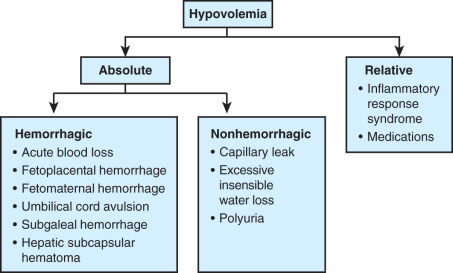 Hypovolemia
Absolute
Relative
• Inflammatory
response
syndrome
• Medications
Hemorrhagic
• Acute blood loss
• Fetoplacental hemorrhage
• Fetomaternal hemorrhage
• Umbilical cord avulsion
• Subgaleal hemorrhage
• Hepatic subcapsular
hematoma
Nonhemorrhagic
• Capillary leak
• Excessive
insensible
water loss
• Polyuria